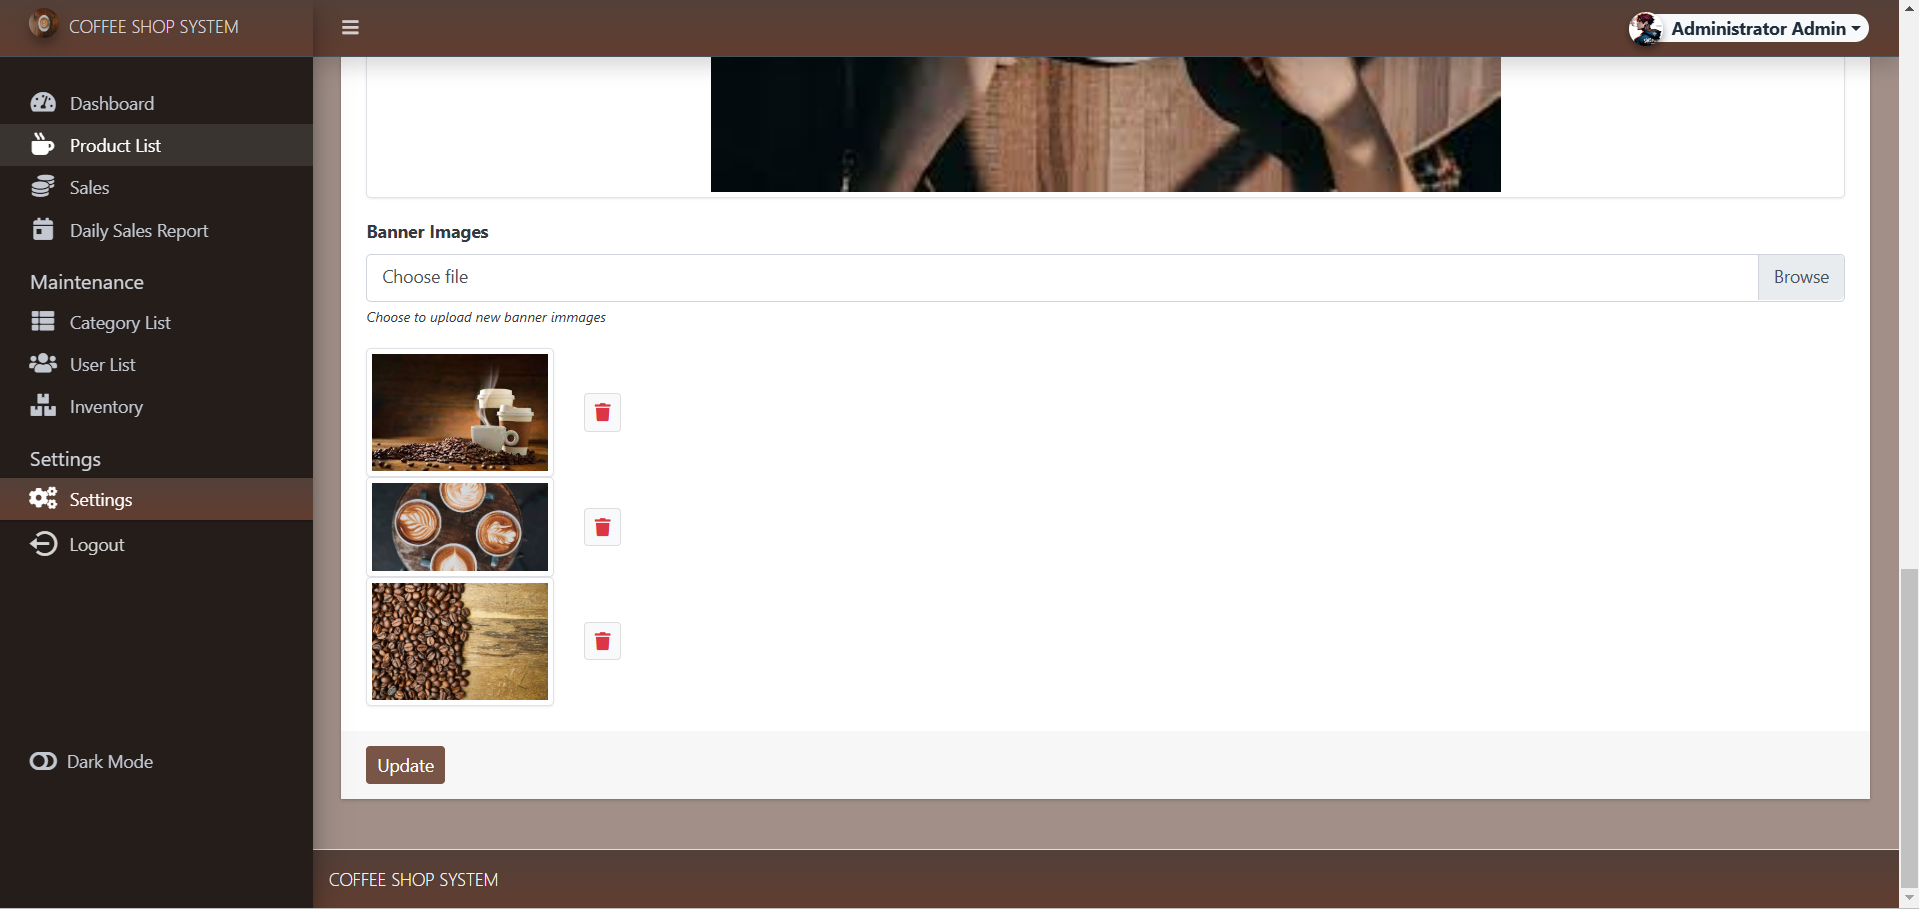 COFFEE SHOP SYSTEM
Administrator Admin
Dashboard
Product List
Sales
Daily Sales Report
Maintenance
Category List
User List
Inventory
Settings
Settings
Logout
Dark Mode
Banner Images
Choose file
Browse
Choose to upload new banner immages
Update
COFFEE SHOP SYSTEM